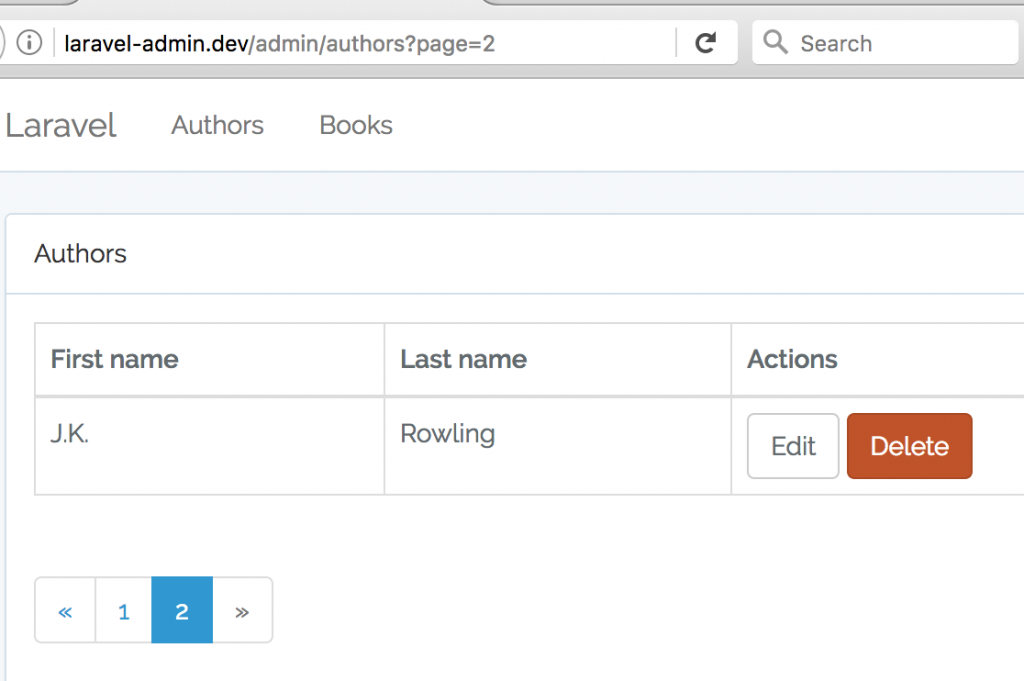 laravel-admin.dev/admin/authors?page=2 Search
Laravel Authors Books
Authors
First name Last name Actions
J.K. Rowling Edit Delete
« 1 2 »